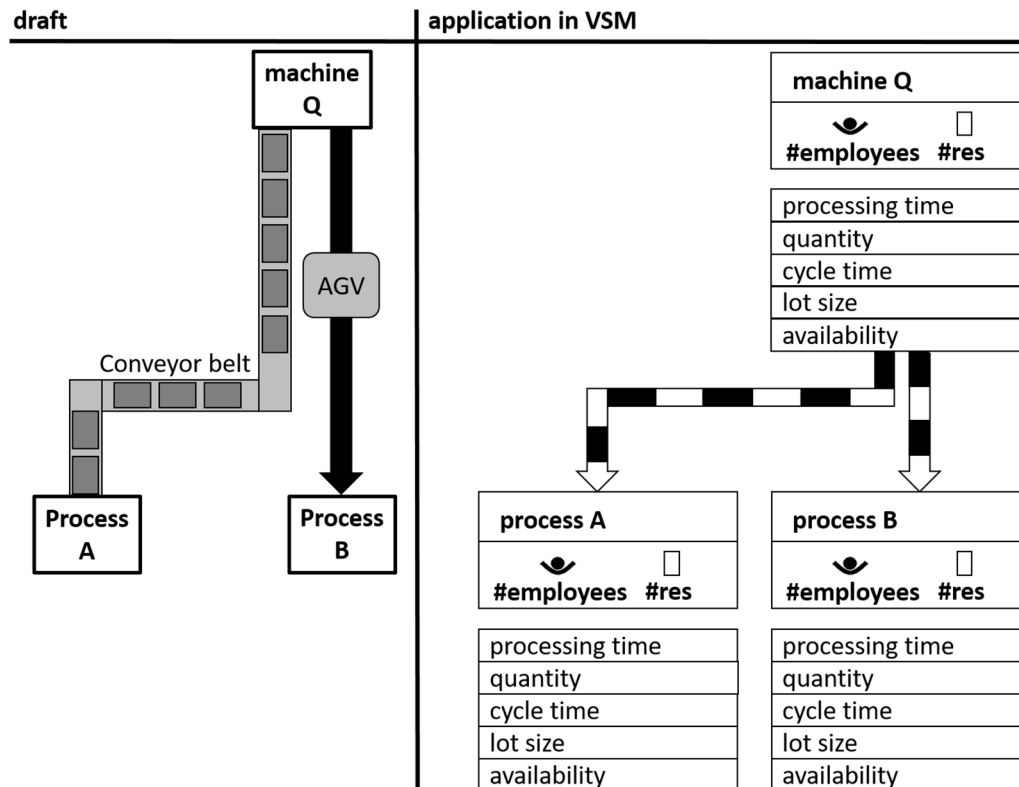 draft
application in VSM
machine
Q
AGV
Conveyor belt
Process
A
Process
B
machine Q
#employees #res
processing time
quantity
cycle time
lot size
availability
process A
#employees #res
processing time
quantity
cycle time
lot size
availability
process B
#employees #res
processing time
quantity
cycle time
lot size
availability